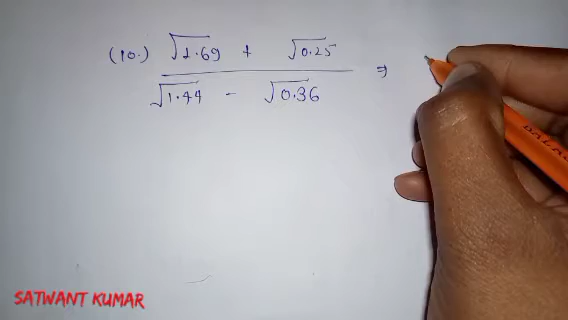 (10.) √1.69 + √0.25 ⇒
√1.44 - √0.36
SATWANT KUMAR